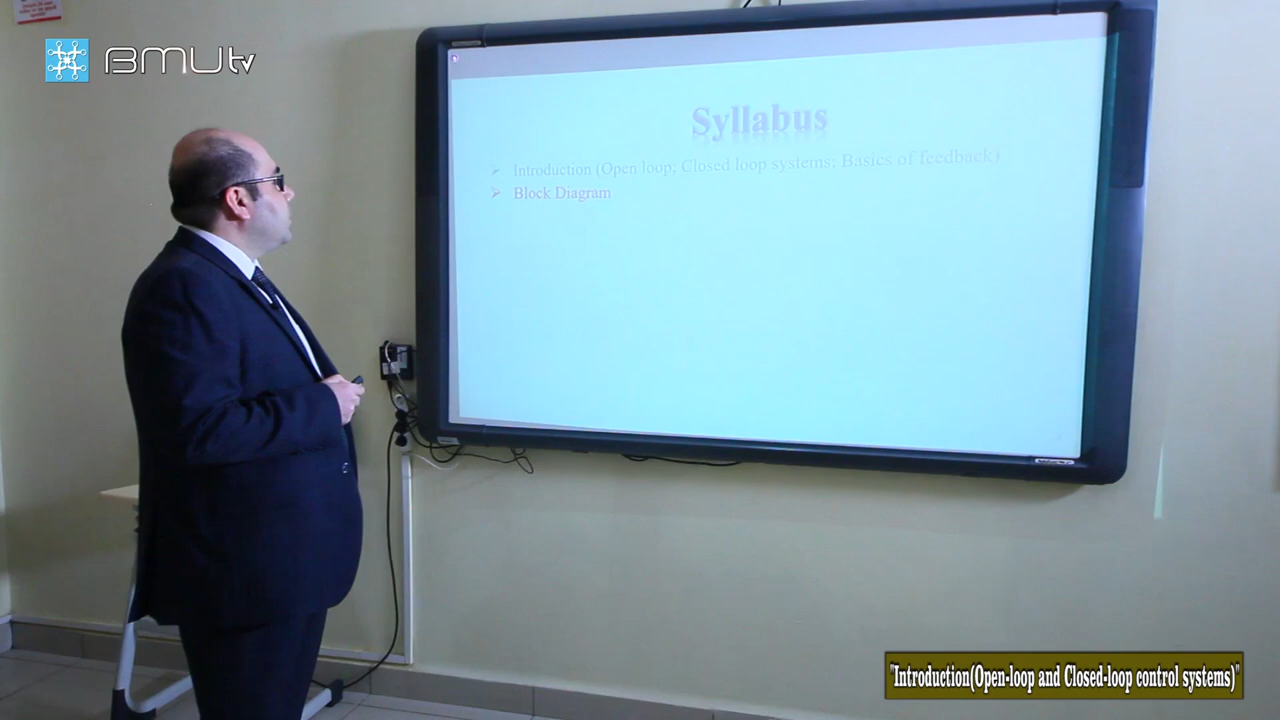 BMUtv
Syllabus
➢ Introduction (Open loop; Closed loop systems; Basics of feedback)
➢ Block Diagram
"Introduction(Open-loop and Closed-loop control systems)"